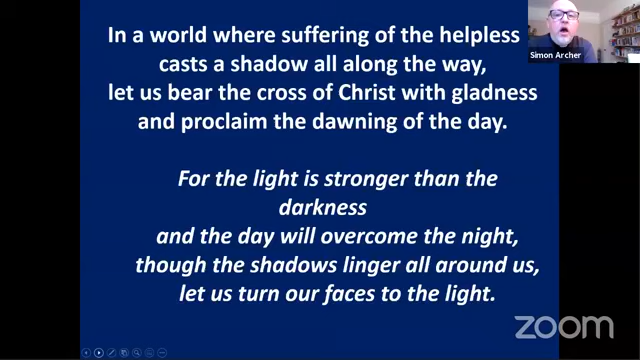 In a world where suffering of the helpless
casts a shadow all along the way,
let us bear the cross of Christ with gladness
and proclaim the dawning of the day.
For the light is stronger than the
darkness
and the day will overcome the night,
though the shadows linger all around us,
let us turn our faces to the light.
Simon Archer
zoom